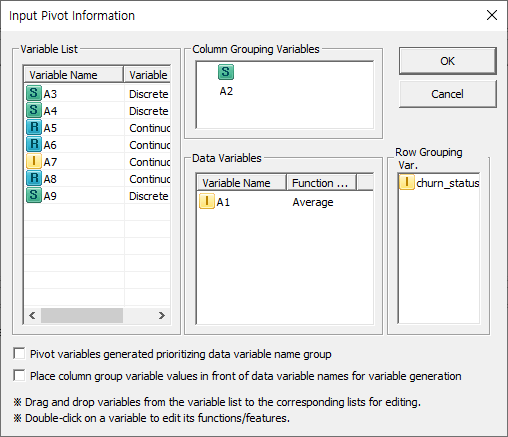 Input Pivot Information
Variable List
Variable Name Variable
S A3 Discrete
S A4 Discrete
R A5 Continuc
R A6 Continuc
I A7 Continuc
R A8 Continuc
S A9 Discrete
Column Grouping Variables
S
A2
OK
Cancel
Data Variables
Variable Name Function ...
I A1 Average
Row Grouping
Var.
I churn_status
Pivot variables generated prioritizing data variable name group
Place column group variable values in front of data variable names for variable generation
※ Drag and drop variables from the variable list to the corresponding lists for editing.
※ Double-click on a variable to edit its functions/features.